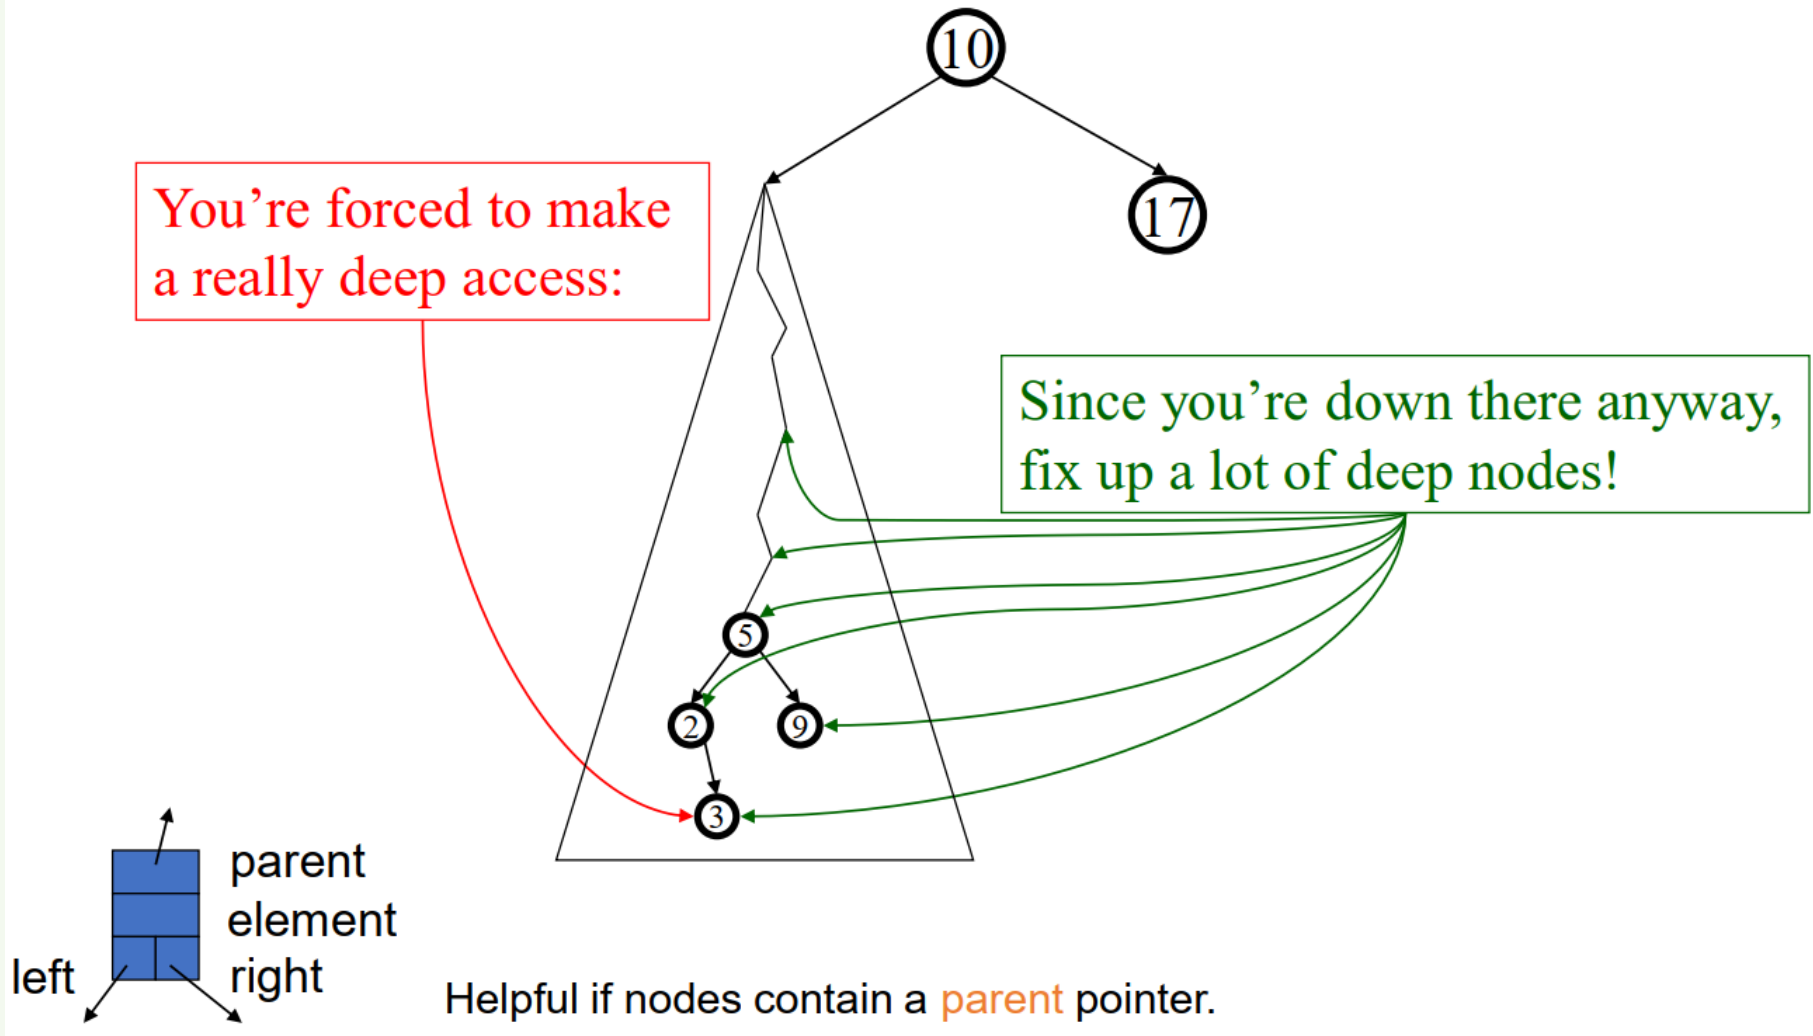 10
17
You're forced to make
a really deep access:
Since you're down there anyway,
fix up a lot of deep nodes!
5
2
9
3
parent
element
left
right
Helpful if nodes contain a parent pointer.